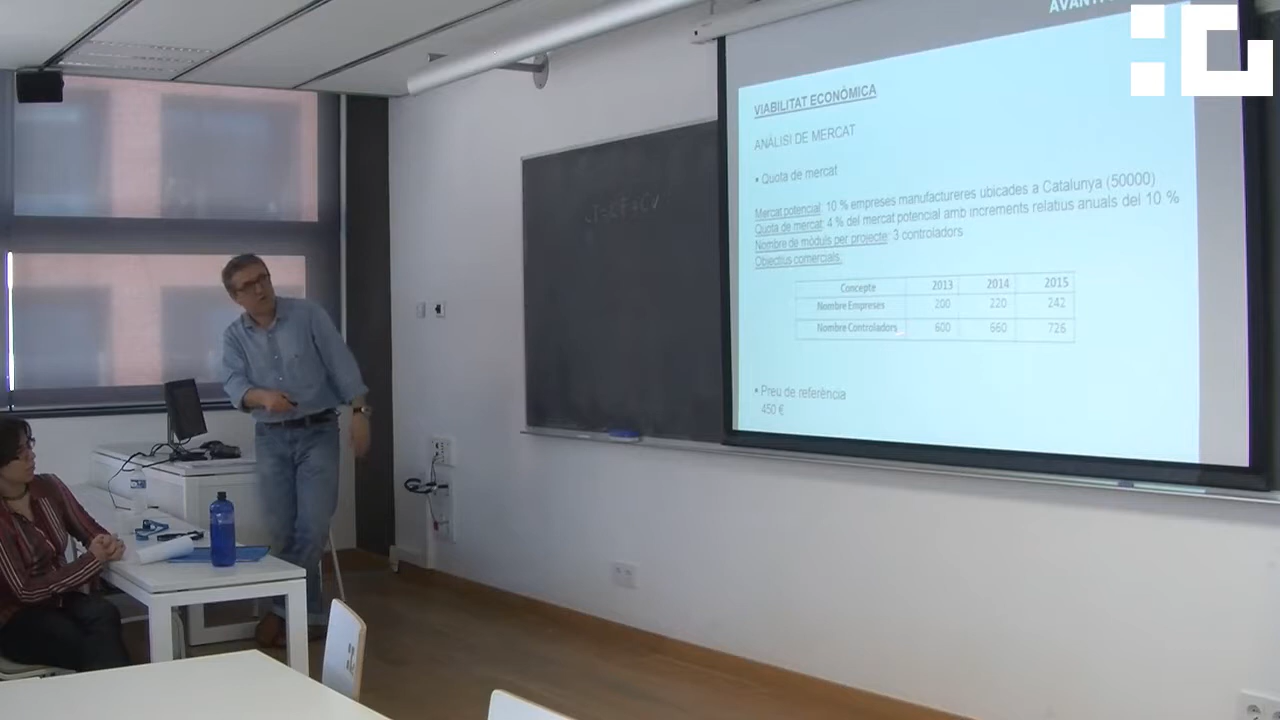 VIABILITAT ECONÒMICA
ANÀLISI DE MERCAT
• Quota de mercat
Mercat potencial: 10 % empreses manufactureres ubicades a Catalunya (50000)
Quota de mercat: 4 % del mercat potencial amb increments relatius anuals del 10 %
Nombre de mòduls per projecte: 3 controladors
Objectius comercials:
Concepte 2013 2014 2015
Nombre Empreses 200 220 242
Nombre Controladors 600 660 726
• Preu de referència
450 €